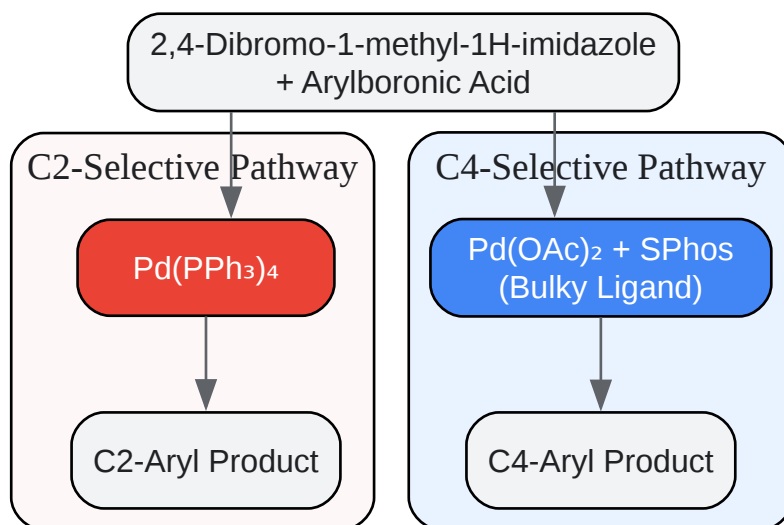 2,4-Dibromo-1-methyl-1H-imidazole
+ Arylboronic Acid
C2-Selective Pathway
C4-Selective Pathway
Pd(PPh₃)₄
Pd(OAc)₂ + SPhos
(Bulky Ligand)
C2-Aryl Product
C4-Aryl Product